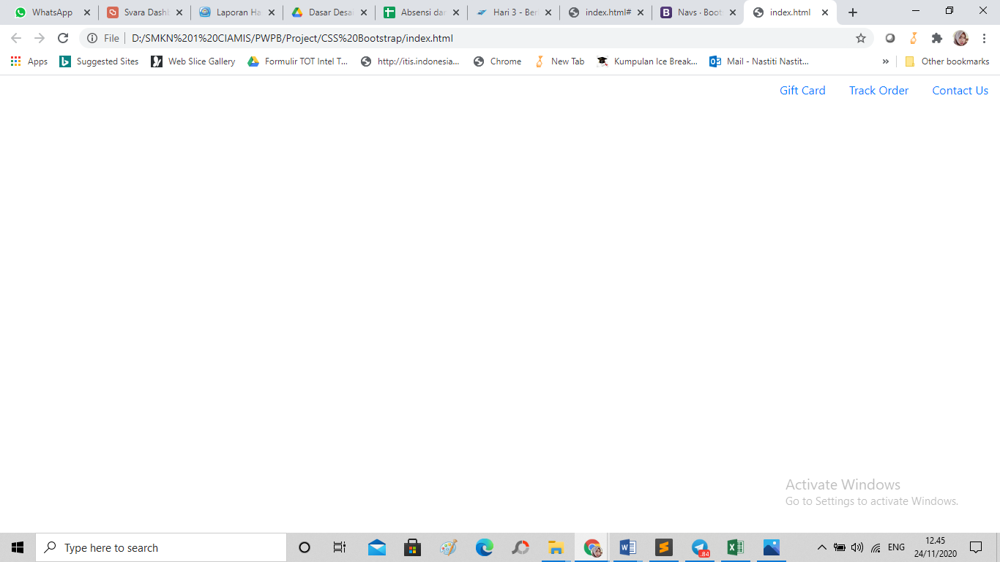 WhatsApp
Svara Dashb
Laporan Ha
Dasar Desai
Absensi dar
Hari 3 - Ber
index.html#
Navs · Boots
index.html
File D:/SMKN%201%20CIAMIS/PWPB/Project/CSS%20Bootstrap/index.html
Apps Suggested Sites Web Slice Gallery Formulir TOT Intel T... http://itis.indonesia... Chrome New Tab Kumpulan Ice Break... Mail - Nastiti Nastit... » Other bookmarks
Gift Card Track Order Contact Us
Activate Windows
Go to Settings to activate Windows.
Type here to search
.84
ENG
12.45
24/11/2020